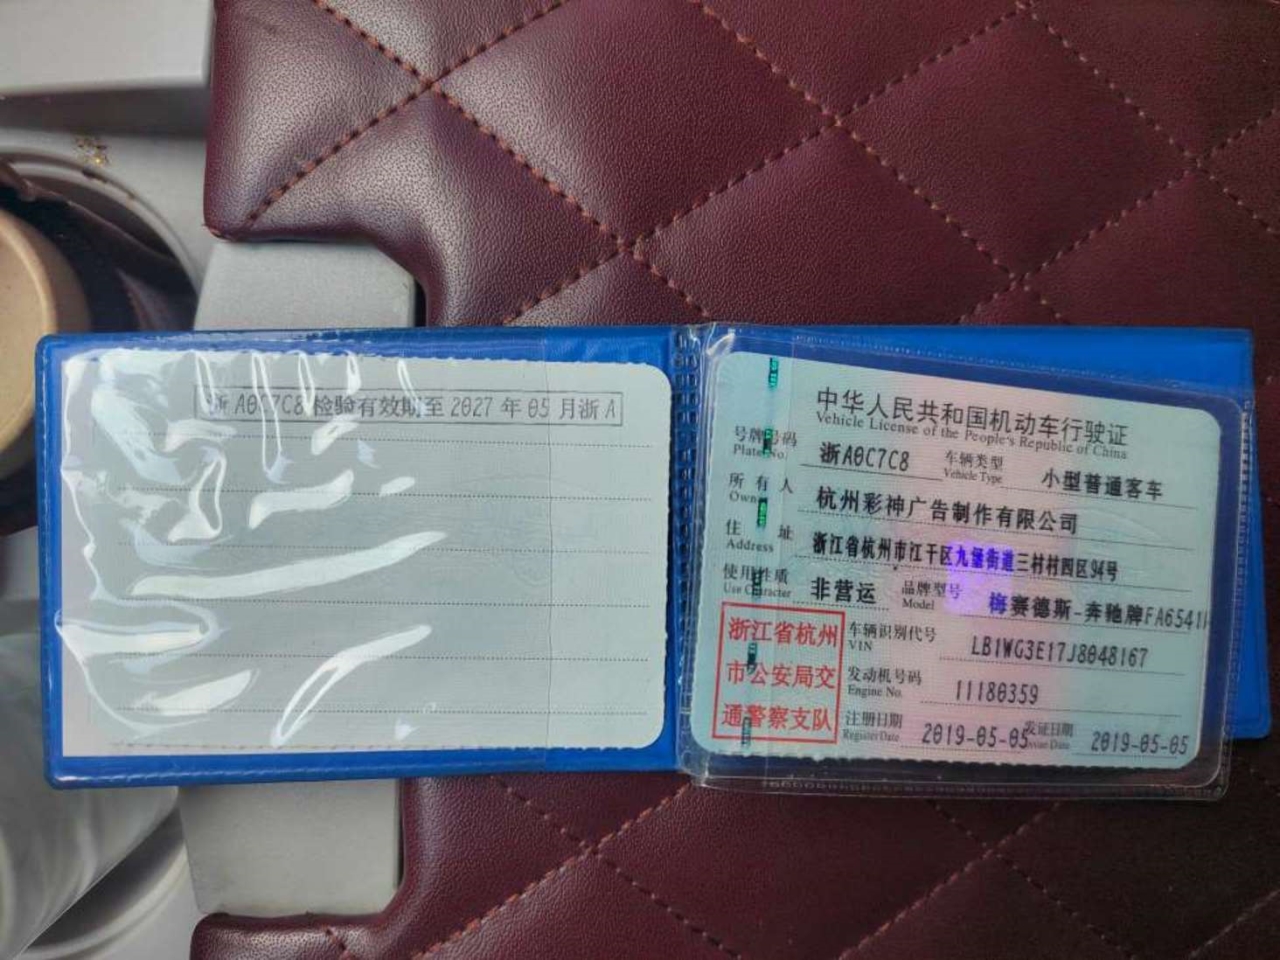 浙A0C7C8检验有效期至2027年05月浙A
中华人民共和国机动车行驶证
Vehicle License of the People's Republic of China
号牌号码 浙A0C7C8 车辆类型 小型普通客车
Plate No. Vehicle Type
所有人 杭州彩神广告制作有限公司
Owner
住址 浙江省杭州市江干区九堡街道三村村四区94号
Address
使用性质 非营运 品牌型号 梅赛德斯-奔驰牌FA6541
Use Character Model
浙江省杭州
市公安局交
通警察支队
车辆识别代号 LB1WG3E17J8048167
VIN
发动机号码 11180359
Engine No.
注册日期 2019-05-05 发证日期 2019-05-05
Register Date Issue Date